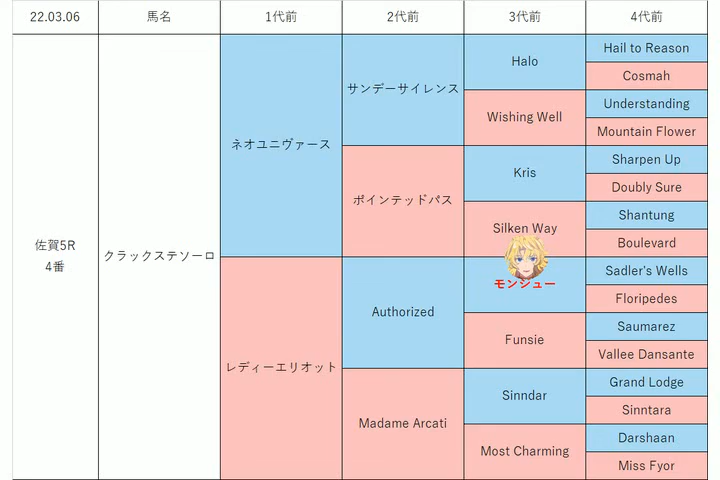 22.03.06 馬名 1代前 2代前 3代前 4代前
佐賀5R
4番
クラックステソーロ
ネオユニヴァース
レディーエリオット
サンデーサイレンス
ポインテッドパス
Authorized
Madame Arcati
Halo
Wishing Well
Kris
Silken Way
モンジュー
Funsie
Sinndar
Most Charming
Hail to Reason
Cosmah
Understanding
Mountain Flower
Sharpen Up
Doubly Sure
Shantung
Boulevard
Sadler's Wells
Floripedes
Saumarez
Vallee Dansante
Grand Lodge
Sinntara
Darshaan
Miss Fyor